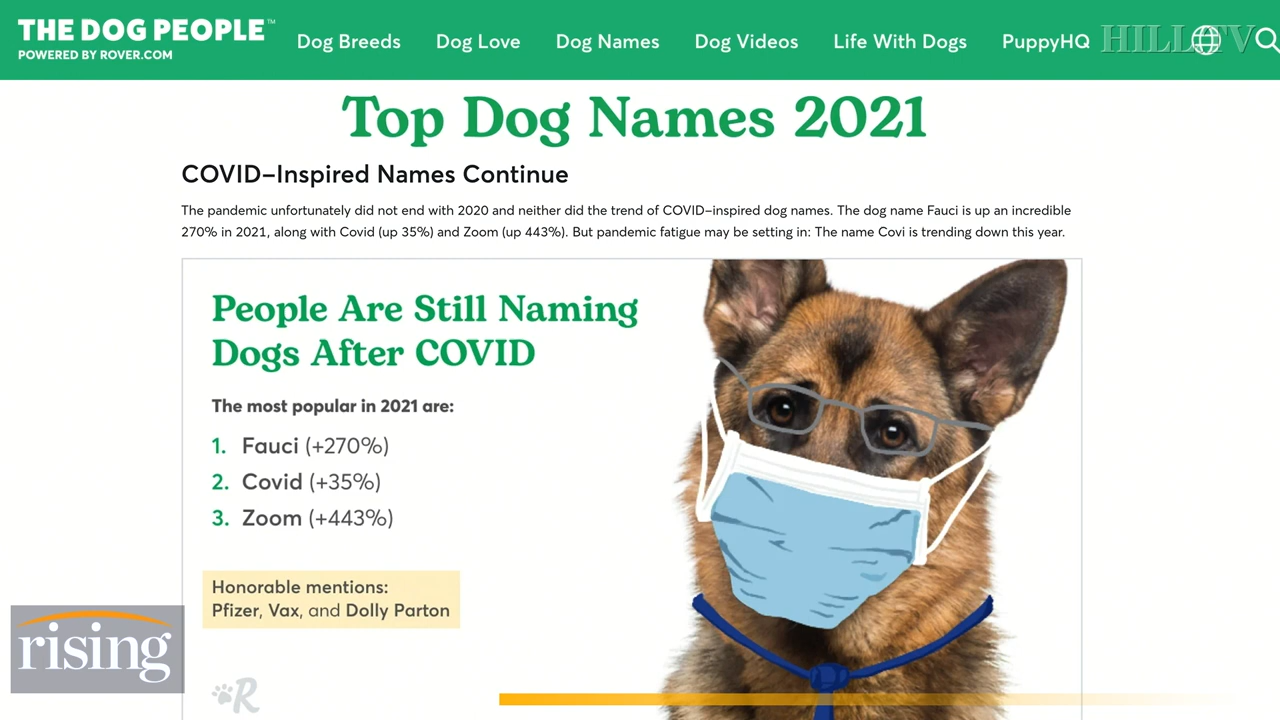 THE DOG PEOPLE™
POWERED BY ROVER.COM
Dog Breeds
Dog Love
Dog Names
Dog Videos
Life With Dogs
PuppyHQ
HILL TV
Top Dog Names 2021
COVID–Inspired Names Continue
The pandemic unfortunately did not end with 2020 and neither did the trend of COVID–inspired dog names. The dog name Fauci is up an incredible
270% in 2021, along with Covid (up 35%) and Zoom (up 443%). But pandemic fatigue may be setting in: The name Covi is trending down this year.
People Are Still Naming
Dogs After COVID
The most popular in 2021 are:
1. Fauci (+270%)
2. Covid (+35%)
3. Zoom (+443%)
Honorable mentions:
Pfizer, Vax, and Dolly Parton
rising
R